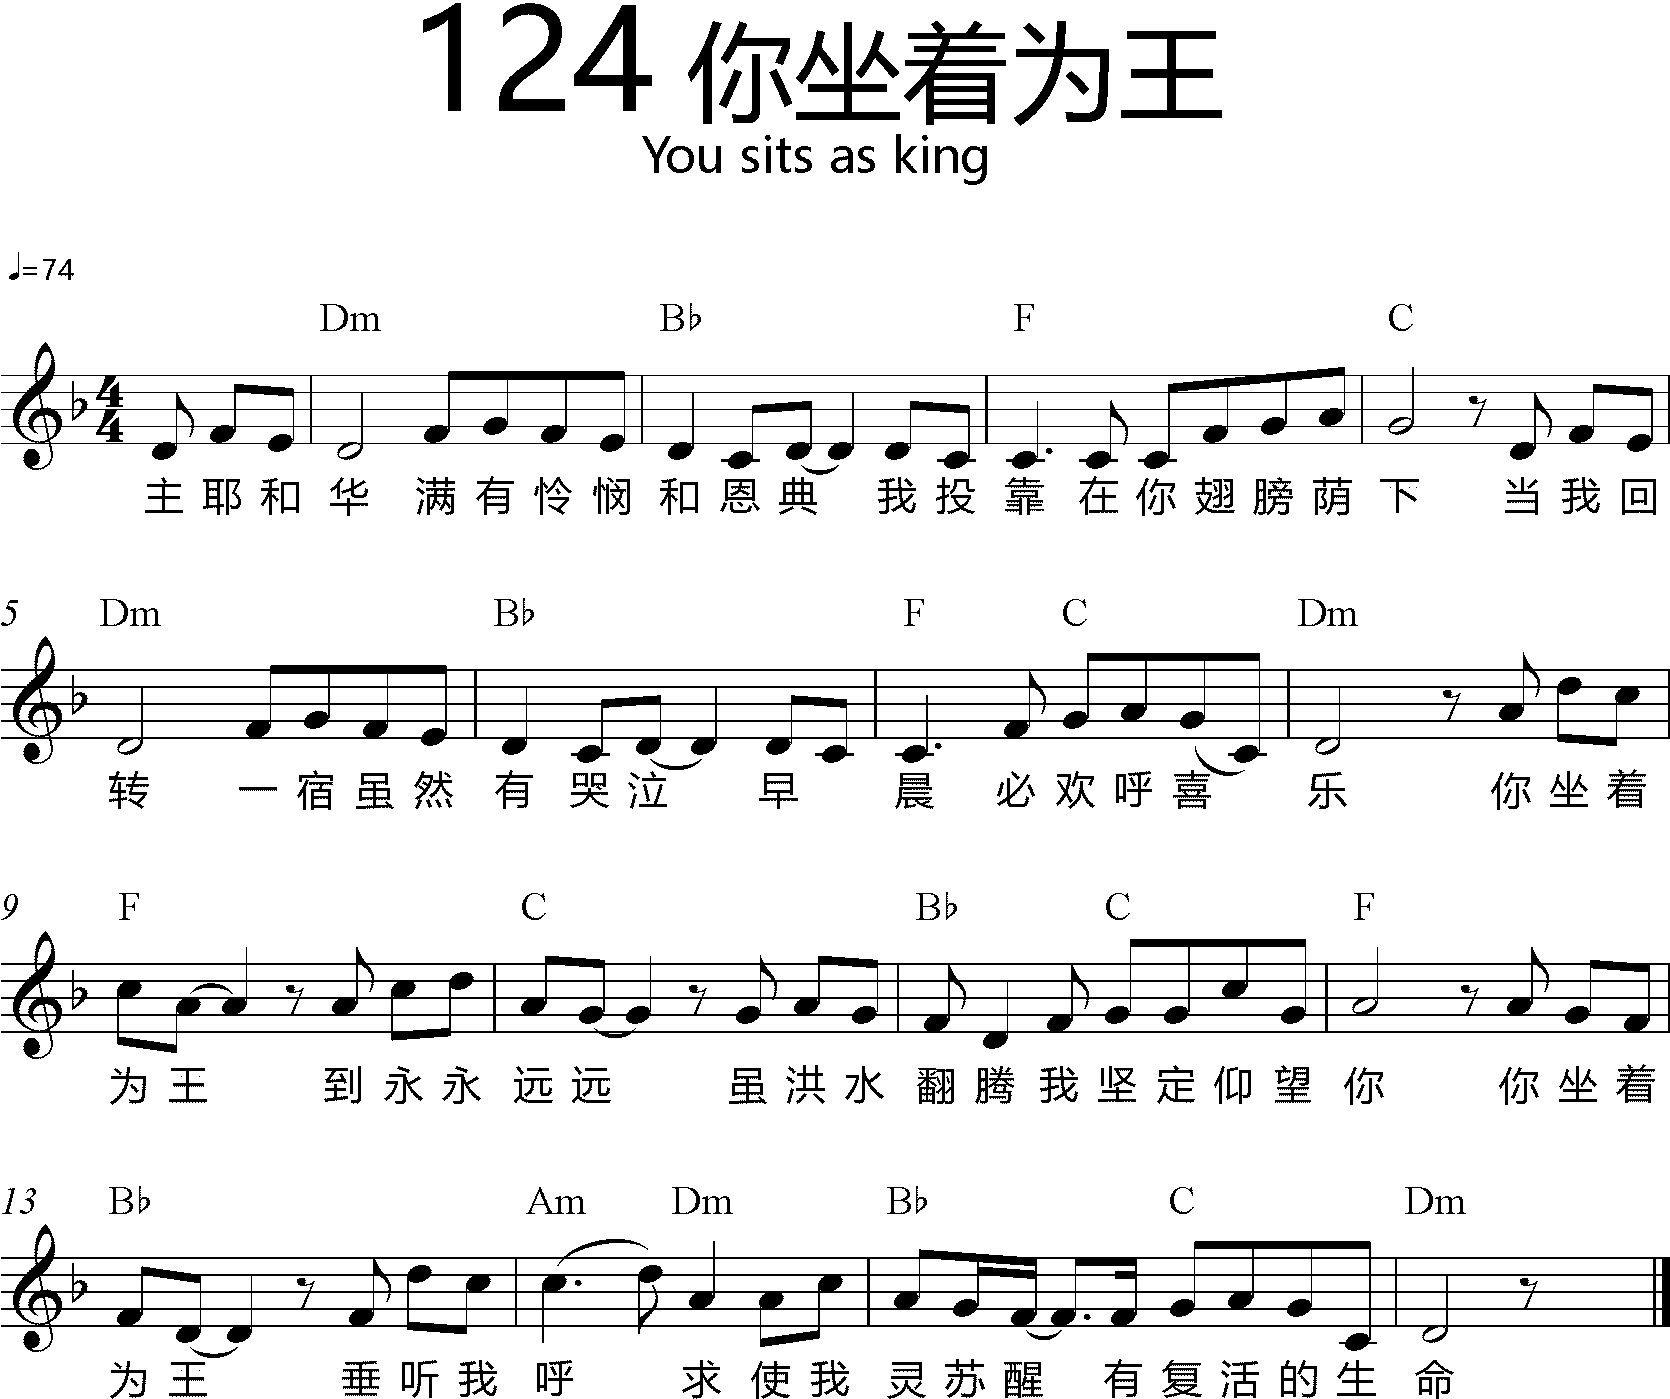 124 你坐着为王
You sits as king
♩=74
Dm B♭ F C
4
4
主耶和华 满有怜悯和恩典 我投靠在你翅膀荫下 当我回
5 Dm B♭ F C Dm
转 一宿虽然有哭泣 早 晨 必欢呼喜 乐 你坐着
9 F C B♭ C F
为王 到永永远远 虽洪水翻腾我坚定仰望你 你坐着
13 B♭ Am Dm B♭ C Dm
为王 垂听我呼 求使我灵苏醒 有复活的生命